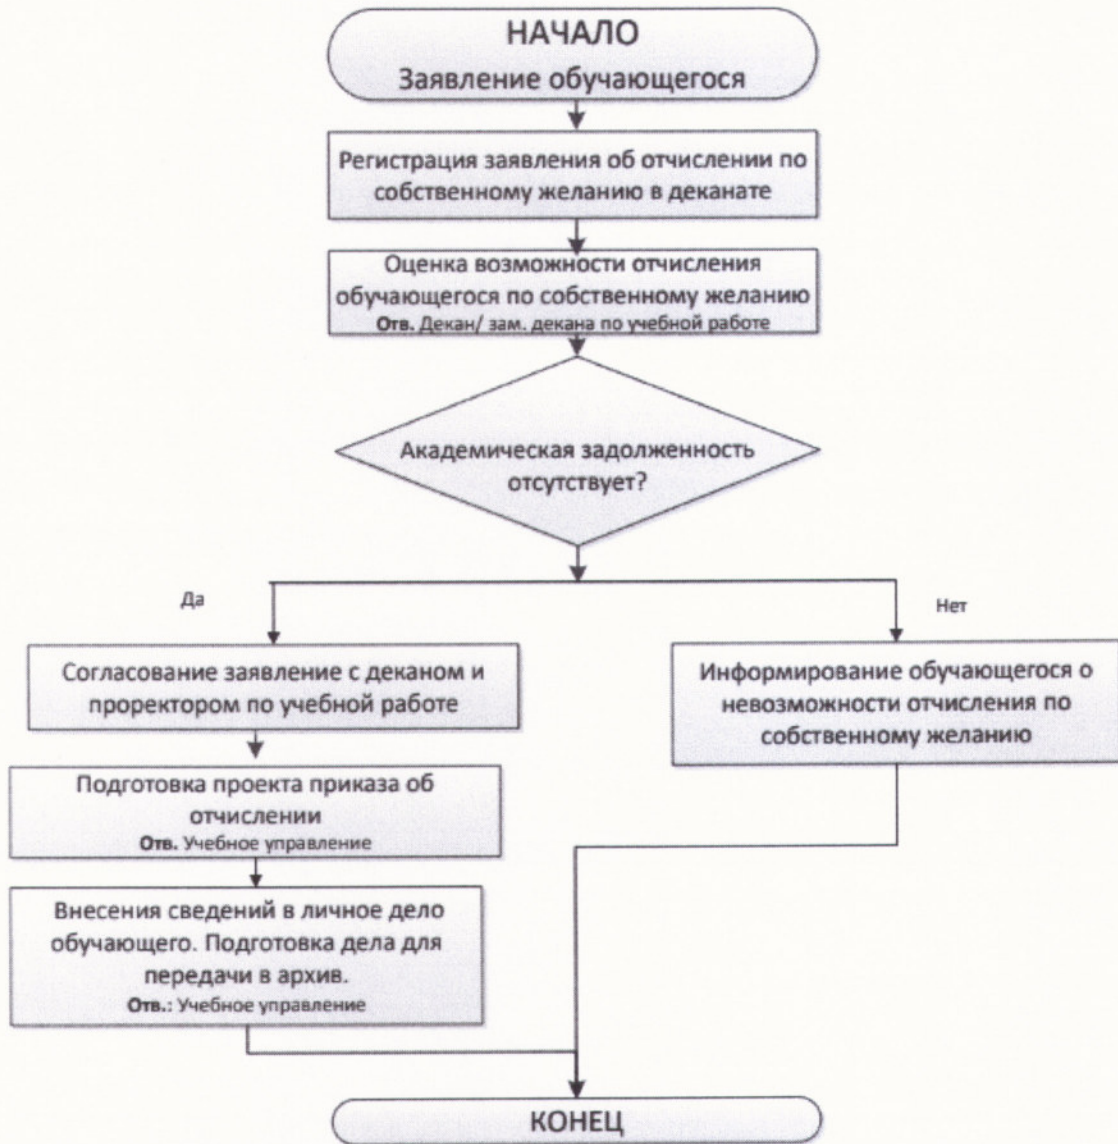 НАЧАЛО
Заявление обучающегося
Регистрация заявления об отчислении по
собственному желанию в деканате
Оценка возможности отчисления
обучающегося по собственному желанию
Отв. Декан/ зам. декана по учебной работе
Академическая задолженность
отсутствует?
Да
Нет
Согласование заявление с деканом и
проректором по учебной работе
Информирование обучающегося о
невозможности отчисления по
собственному желанию
Подготовка проекта приказа об
отчислении
Отв. Учебное управление
Внесения сведений в личное дело
обучающего. Подготовка дела для
передачи в архив.
Отв.: Учебное управление
КОНЕЦ